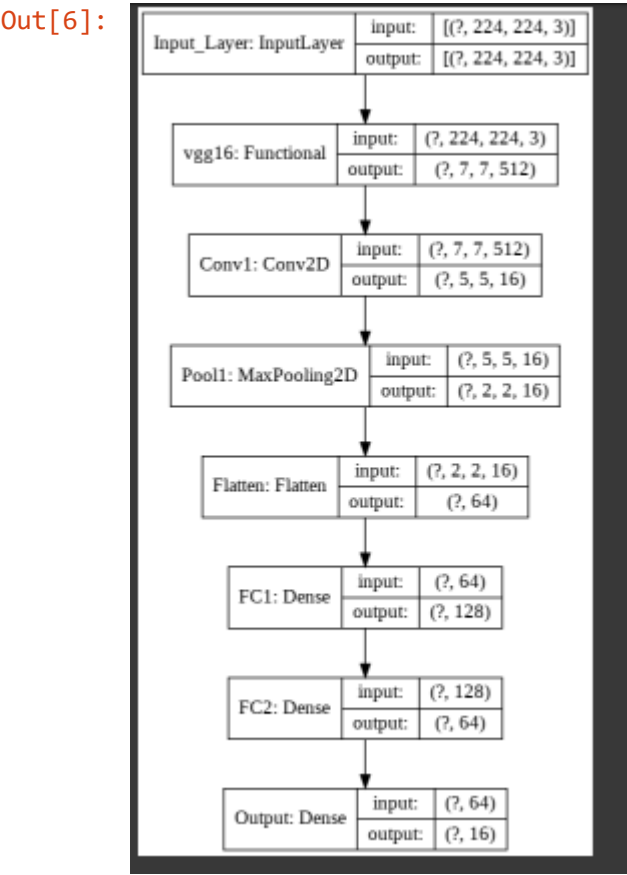 Out[6]:
Input_Layer: InputLayer
input: [(?, 224, 224, 3)]
output: [(?, 224, 224, 3)]
vgg16: Functional
input: (?, 224, 224, 3)
output: (?, 7, 7, 512)
Conv1: Conv2D
input: (?, 7, 7, 512)
output: (?, 5, 5, 16)
Pool1: MaxPooling2D
input: (?, 5, 5, 16)
output: (?, 2, 2, 16)
Flatten: Flatten
input: (?, 2, 2, 16)
output: (?, 64)
FC1: Dense
input: (?, 64)
output: (?, 128)
FC2: Dense
input: (?, 128)
output: (?, 64)
Output: Dense
input: (?, 64)
output: (?, 16)